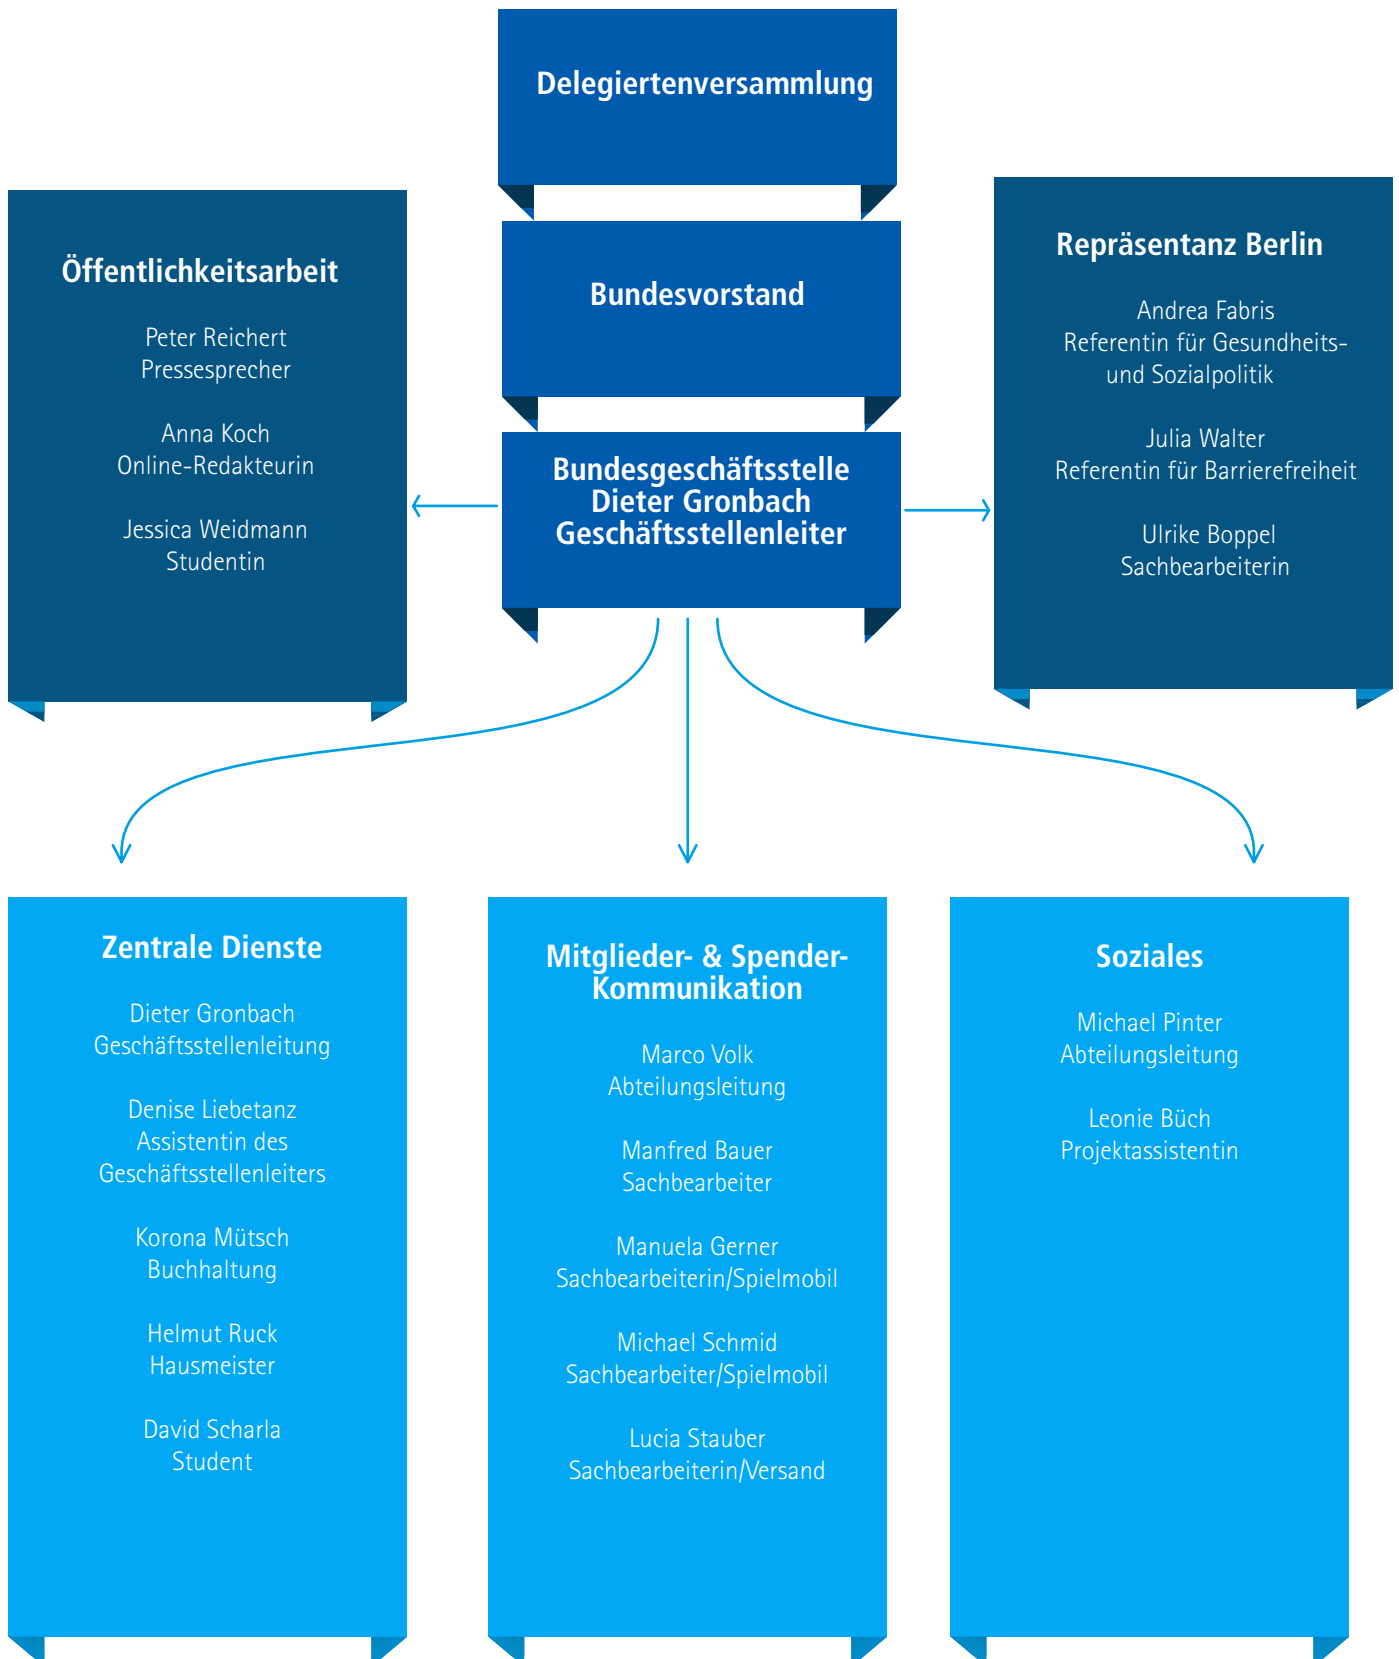 Delegiertenversammlung
Bundesvorstand
Bundesgeschäftsstelle
Dieter Gronbach
Geschäftsstellenleiter
Öffentlichkeitsarbeit
Peter Reichert
Pressesprecher
Anna Koch
Online-Redakteurin
Jessica Weidmann
Studentin
Repräsentanz Berlin
Andrea Fabris
Referentin für Gesundheits-
und Sozialpolitik
Julia Walter
Referentin für Barrierefreiheit
Ulrike Boppel
Sachbearbeiterin
Zentrale Dienste
Dieter Gronbach
Geschäftsstellenleitung
Denise Liebetanz
Assistentin des
Geschäftsstellenleiters
Korona Mütsch
Buchhaltung
Helmut Ruck
Hausmeister
David Scharla
Student
Mitglieder- & Spender-
Kommunikation
Marco Volk
Abteilungsleitung
Manfred Bauer
Sachbearbeiter
Manuela Gerner
Sachbearbeiterin/Spielmobil
Michael Schmid
Sachbearbeiter/Spielmobil
Lucia Stauber
Sachbearbeiterin/Versand
Soziales
Michael Pinter
Abteilungsleitung
Leonie Büch
Projektassistentin